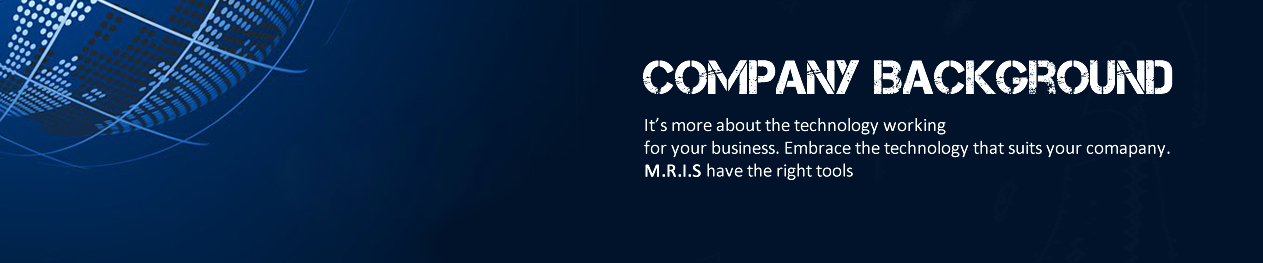 COMPANY BACKGROUND
It's more about the technology working
for your business. Embrace the technology that suits your comapany.
M.R.I.S have the right tools